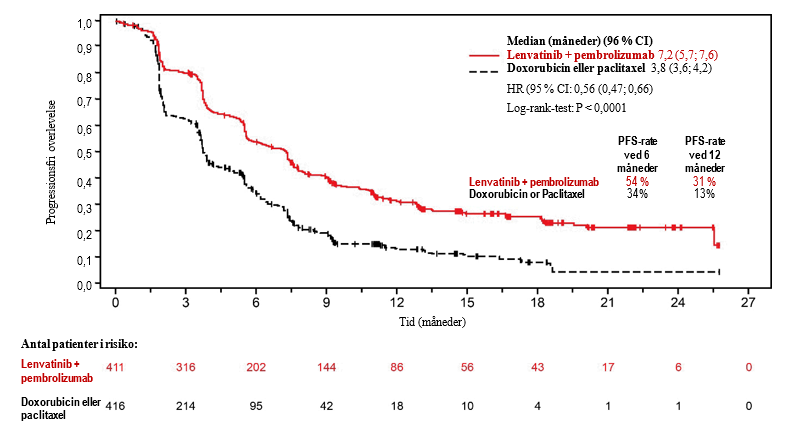 Median (måneder) (96 % CI)
Lenvatinib + pembrolizumab 7,2 (5,7; 7,6)
Doxorubicin eller paclitaxel 3,8 (3,6; 4,2)
HR (95 % CI: 0,56 (0,47; 0,66)
Log-rank-test: P < 0,0001
PFS-rate ved 6 måneder
PFS-rate ved 12 måneder
Lenvatinib + pembrolizumab 54 % 31 %
Doxorubicin or Paclitaxel 34% 13%
Progressionsfri overlevelse
1,0
0,9
0,8
0,7
0,6
0,5
0,4
0,3
0,2
0,1
0,0
0 3 6 9 12 15 18 21 24 27
Tid (måneder)
Antal patienter i risiko:
Lenvatinib +
pembrolizumab
411 316 202 144 86 56 43 17 6 0
Doxorubicin eller
paclitaxel
416 214 95 42 18 10 4 1 1 0